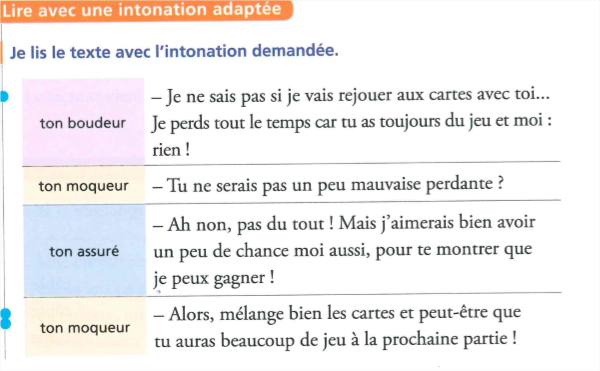 Lire avec une intonation adaptée
Je lis le texte avec l'intonation demandée.
ton boudeur
– Je ne sais pas si je vais rejouer aux cartes avec toi...
Je perds tout le temps car tu as toujours du jeu et moi :
rien !
ton moqueur
– Tu ne serais pas un peu mauvaise perdante ?
ton assuré
– Ah non, pas du tout ! Mais j'aimerais bien avoir
un peu de chance moi aussi, pour te montrer que
je peux gagner !
ton moqueur
– Alors, mélange bien les cartes et peut-être que
tu auras beaucoup de jeu à la prochaine partie !